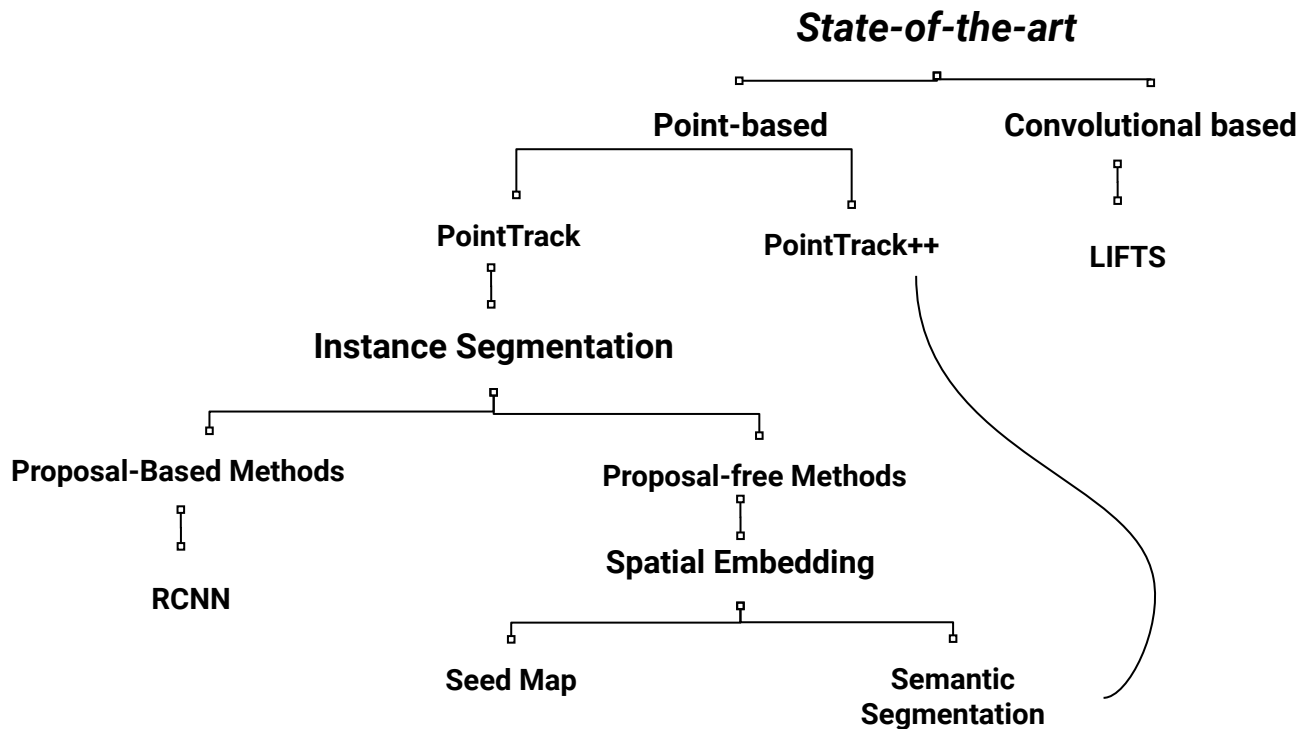 State-of-the-art
Point-based
Convolutional based
PointTrack
PointTrack++
LIFTS
Instance Segmentation
Proposal-Based Methods
Proposal-free Methods
Spatial Embedding
RCNN
Seed Map
Semantic
Segmentation